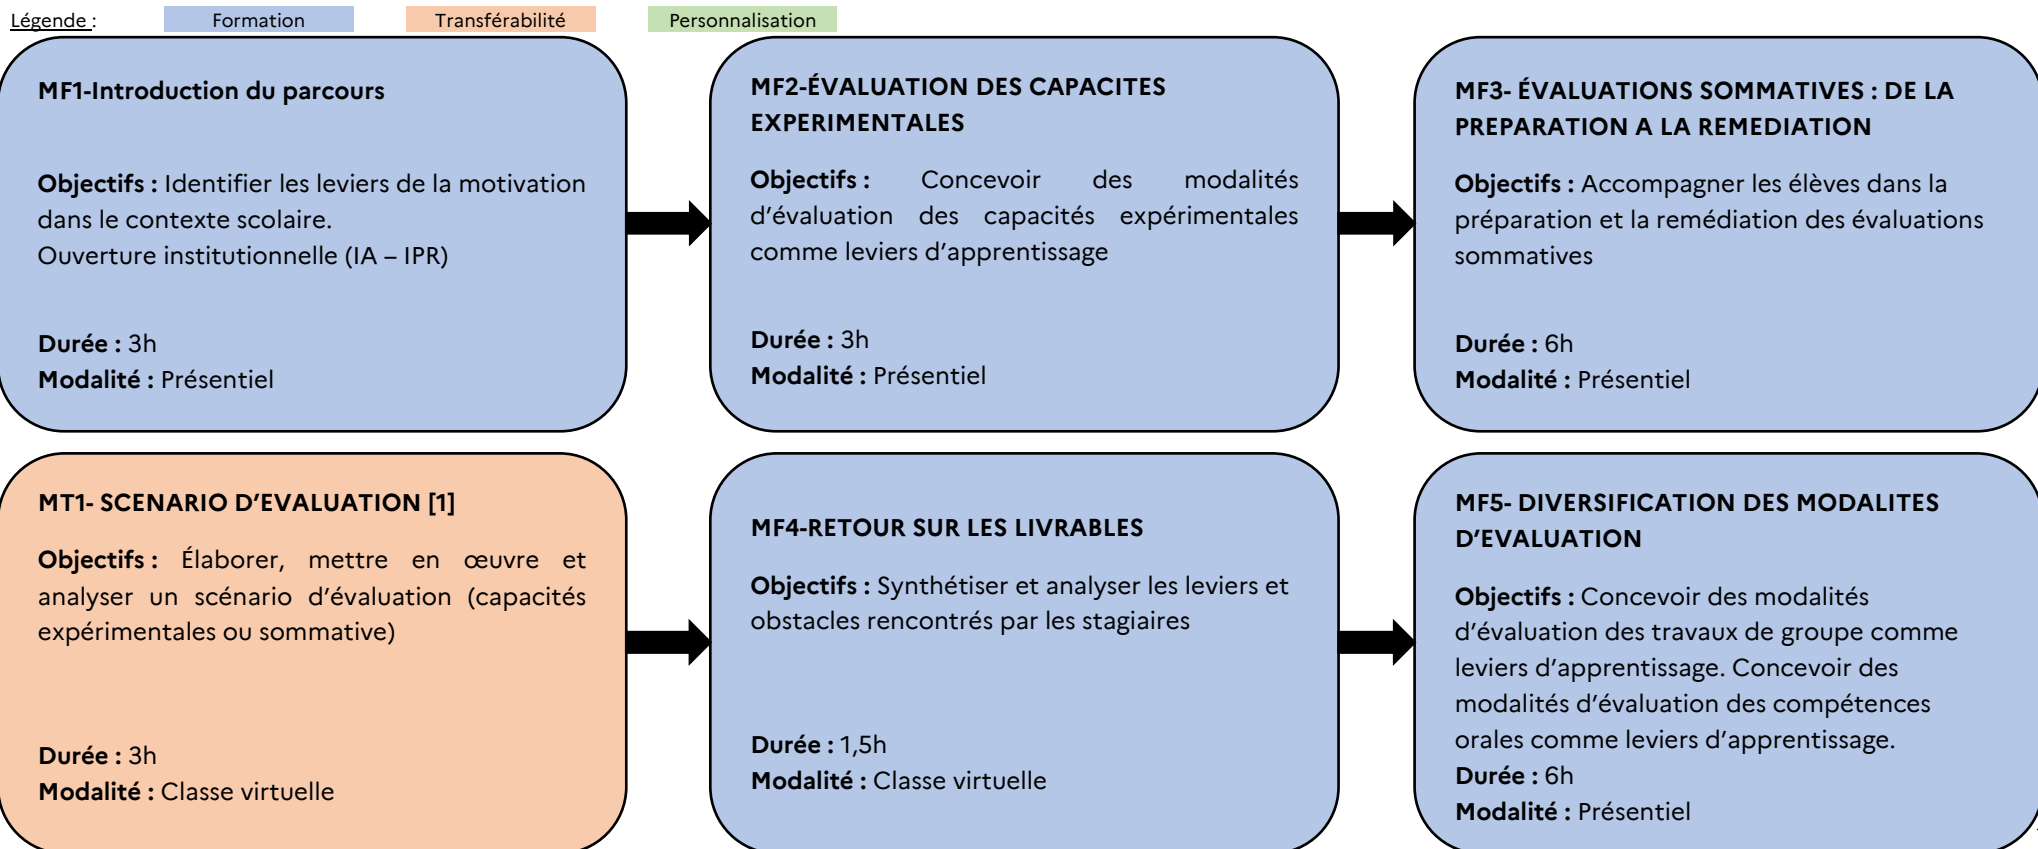 Légende :
Formation
Transférabilité
Personnalisation
MF1-Introduction du parcours
Objectifs : Identifier les leviers de la motivation
dans le contexte scolaire.
Ouverture institutionnelle (IA – IPR)
Durée : 3h
Modalité : Présentiel
MF2-ÉVALUATION DES CAPACITES
EXPERIMENTALES
Objectifs : Concevoir des modalités
d’évaluation des capacités expérimentales
comme leviers d’apprentissage
Durée : 3h
Modalité : Présentiel
MF3- ÉVALUATIONS SOMMATIVES : DE LA
PREPARATION A LA REMEDIATION
Objectifs : Accompagner les élèves dans la
préparation et la remédiation des évaluations
sommatives
Durée : 6h
Modalité : Présentiel
MT1- SCENARIO D’EVALUATION [1]
Objectifs : Élaborer, mettre en œuvre et
analyser un scénario d’évaluation (capacités
expérimentales ou sommative)
Durée : 3h
Modalité : Classe virtuelle
MF4-RETOUR SUR LES LIVRABLES
Objectifs : Synthétiser et analyser les leviers et
obstacles rencontrés par les stagiaires
Durée : 1,5h
Modalité : Classe virtuelle
MF5- DIVERSIFICATION DES MODALITES
D’EVALUATION
Objectifs : Concevoir des modalités
d’évaluation des travaux de groupe comme
leviers d’apprentissage. Concevoir des
modalités d’évaluation des compétences
orales comme leviers d’apprentissage.
Durée : 6h
Modalité : Présentiel